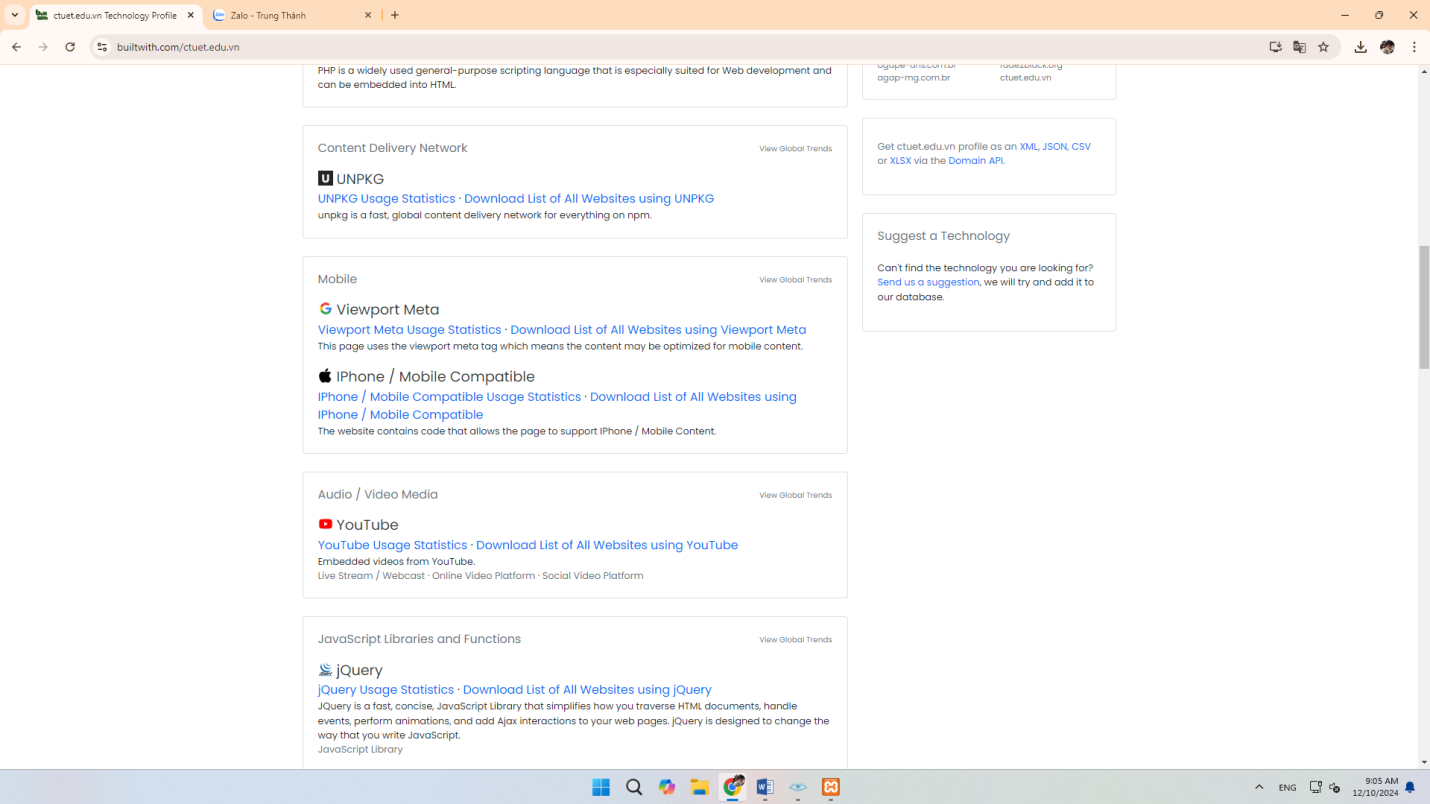 ctuet.edu.vn Technology Profile
Zalo - Trung Thành
builtwith.com/ctuet.edu.vn
PHP is a widely used general-purpose scripting language that is especially suited for Web development and
can be embedded into HTML.
Content Delivery Network
View Global Trends
UNPKG
UNPKG Usage Statistics · Download List of All Websites using UNPKG
unpkg is a fast, global content delivery network for everything on npm.
Mobile
View Global Trends
Viewport Meta
Viewport Meta Usage Statistics · Download List of All Websites using Viewport Meta
This page uses the viewport meta tag which means the content may be optimized for mobile content.
IPhone / Mobile Compatible
IPhone / Mobile Compatible Usage Statistics · Download List of All Websites using
IPhone / Mobile Compatible
The website contains code that allows the page to support IPhone / Mobile Content.
Audio / Video Media
View Global Trends
YouTube
YouTube Usage Statistics · Download List of All Websites using YouTube
Embedded videos from YouTube.
Live Stream / Webcast · Online Video Platform · Social Video Platform
JavaScript Libraries and Functions
View Global Trends
jQuery
jQuery Usage Statistics · Download List of All Websites using jQuery
JQuery is a fast, concise, JavaScript Library that simplifies how you traverse HTML documents, handle
events, perform animations, and add Ajax interactions to your web pages. jQuery is designed to change the
way that you write JavaScript.
JavaScript Library
agap-mg.com.br
ctuet.edu.vn
Get ctuet.edu.vn profile as an XML, JSON, CSV
or XLSX via the Domain API.
Suggest a Technology
Can't find the technology you are looking for?
Send us a suggestion, we will try and add it to
our database.
ENG
9:05 AM
12/10/2024